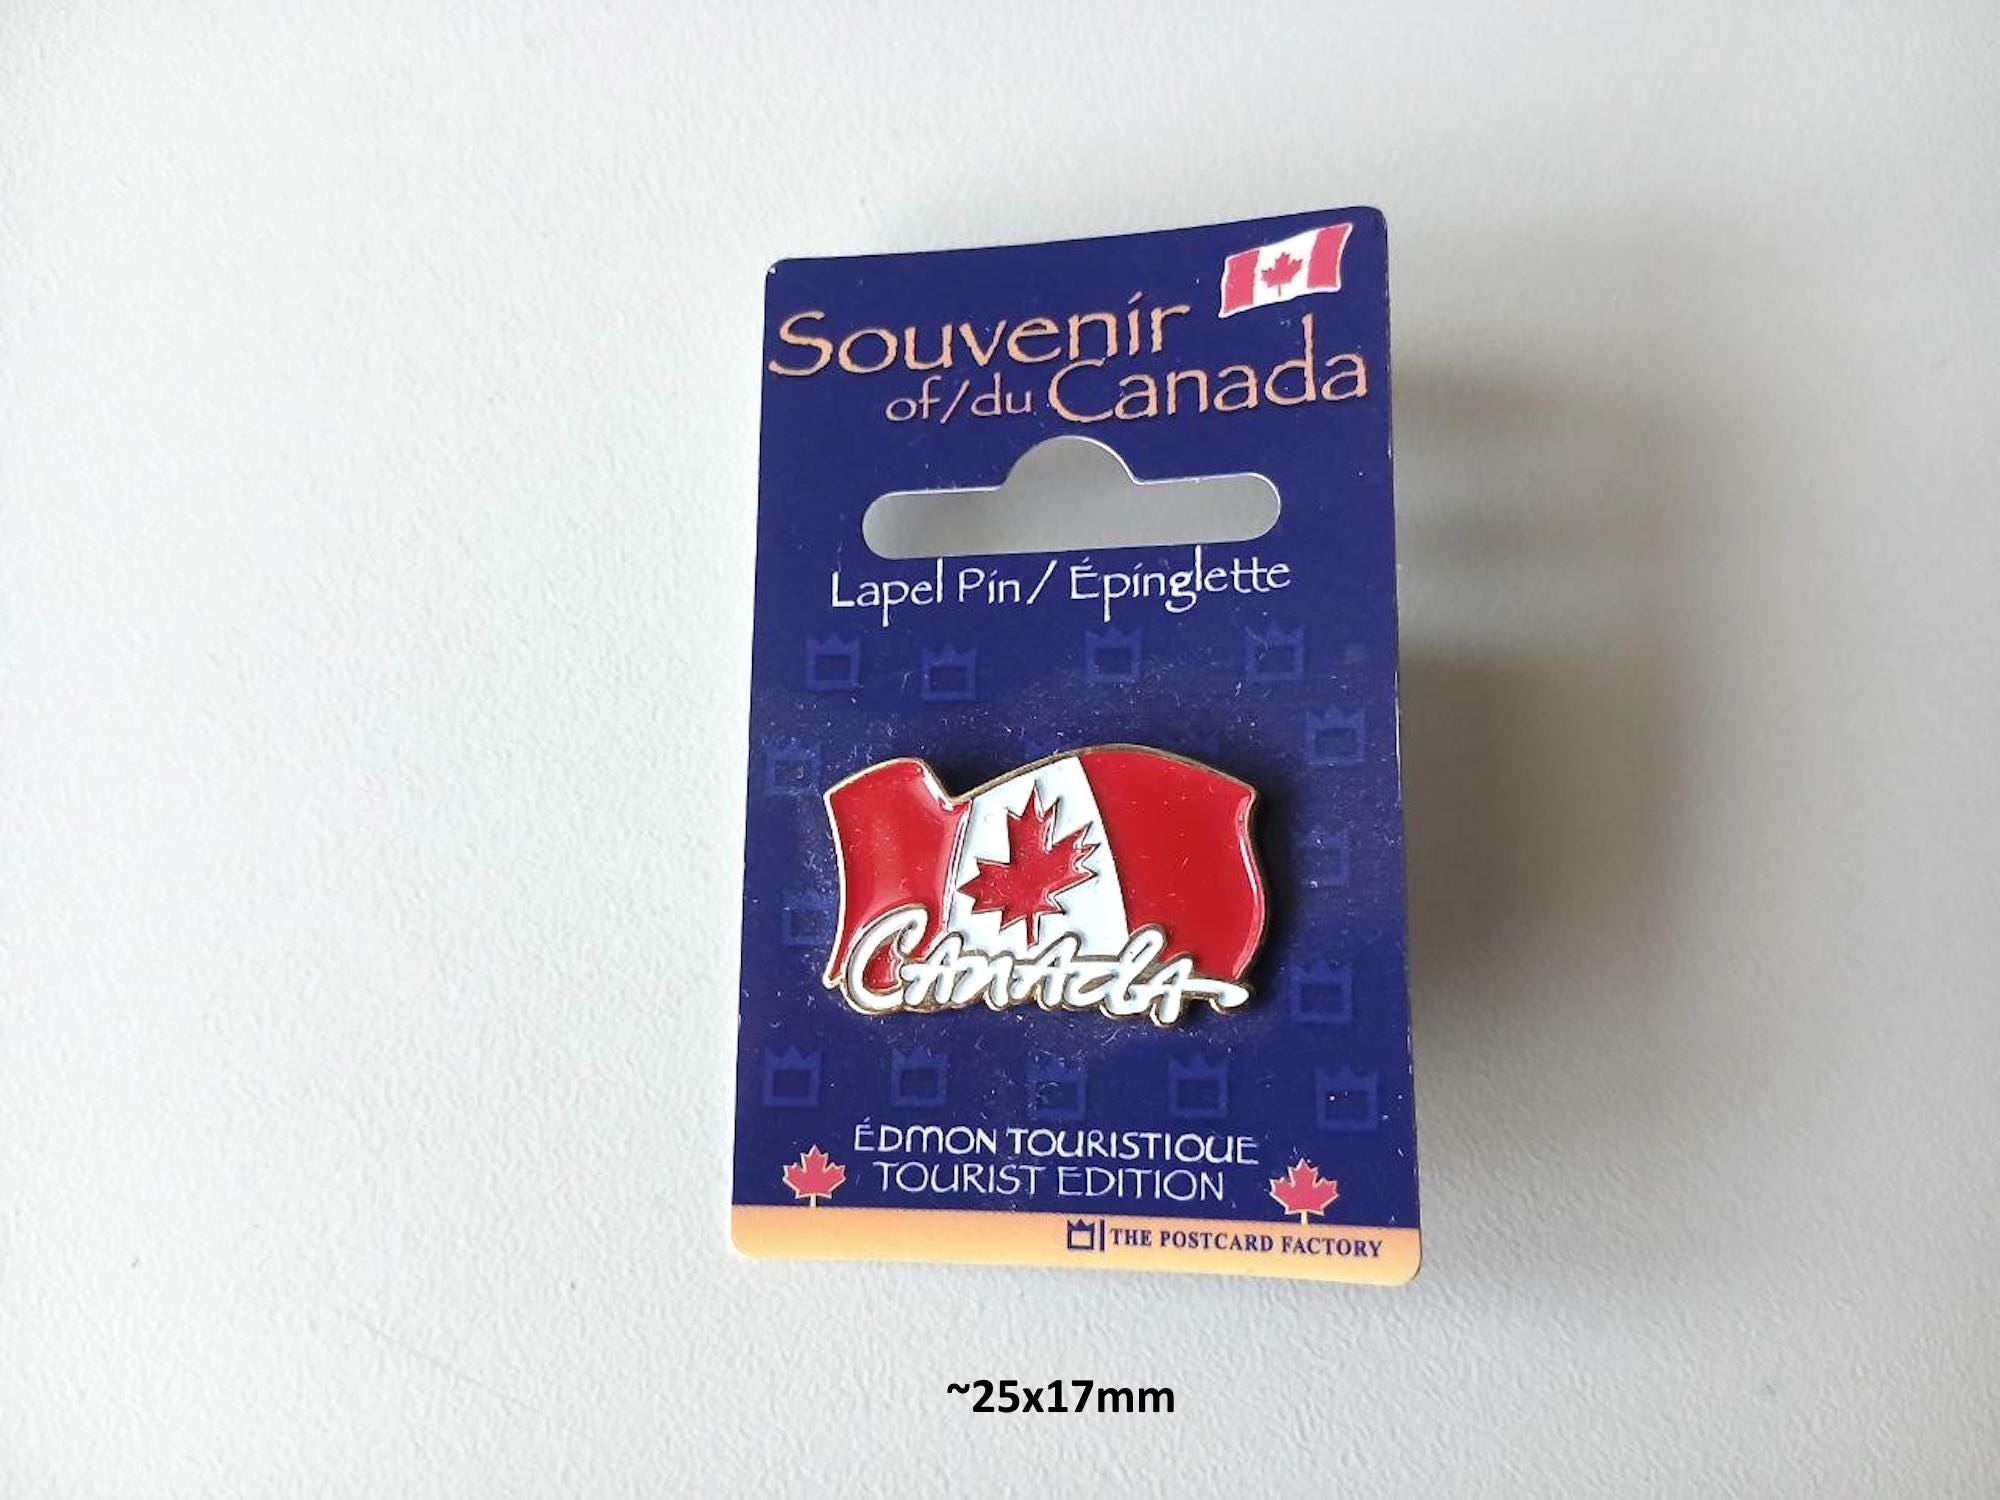 Souvenir
of/du Canada
Lapel Pin / Épinglette
Canada
ÉDMON TOURISTIQUE
TOURIST EDITION
THE POSTCARD FACTORY
~25x17mm